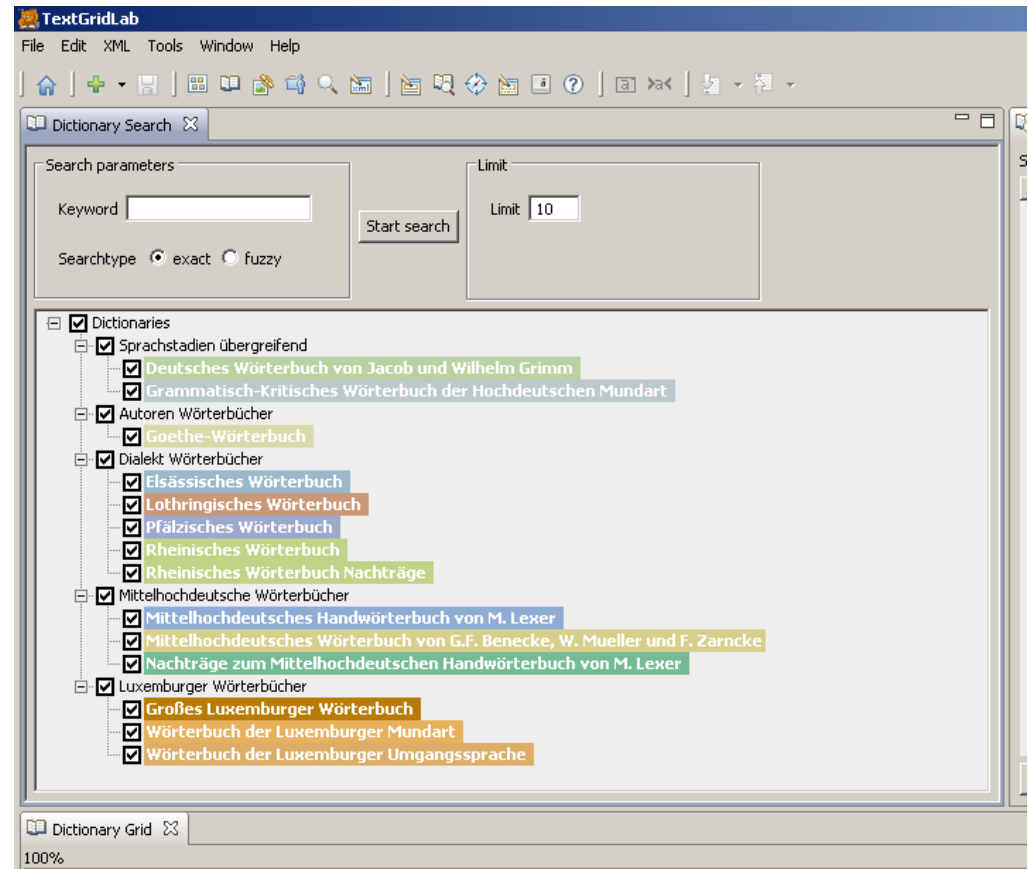 TextGridLab
File Edit XML Tools Window Help
Dictionary Search
Search parameters
Limit
Keyword
Start search
Limit 10
Searchtype exact fuzzy
Dictionaries
Sprachstadien übergreifend
Deutsches Wörterbuch von Jacob und Wilhelm Grimm
Grammatisch-Kritisches Wörterbuch der Hochdeutschen Mundart
Autoren Wörterbücher
Goethe-Wörterbuch
Dialekt Wörterbücher
Elsässisches Wörterbuch
Lothringisches Wörterbuch
Pfälzisches Wörterbuch
Rheinisches Wörterbuch
Rheinisches Wörterbuch Nachträge
Mittelhochdeutsche Wörterbücher
Mittelhochdeutsches Handwörterbuch von M. Lexer
Mittelhochdeutsches Wörterbuch von G.F. Benecke, W. Mueller und F. Zarncke
Nachträge zum Mittelhochdeutschen Handwörterbuch von M. Lexer
Luxemburger Wörterbücher
Großes Luxemburger Wörterbuch
Wörterbuch der Luxemburger Mundart
Wörterbuch der Luxemburger Umgangssprache
Dictionary Grid
100%